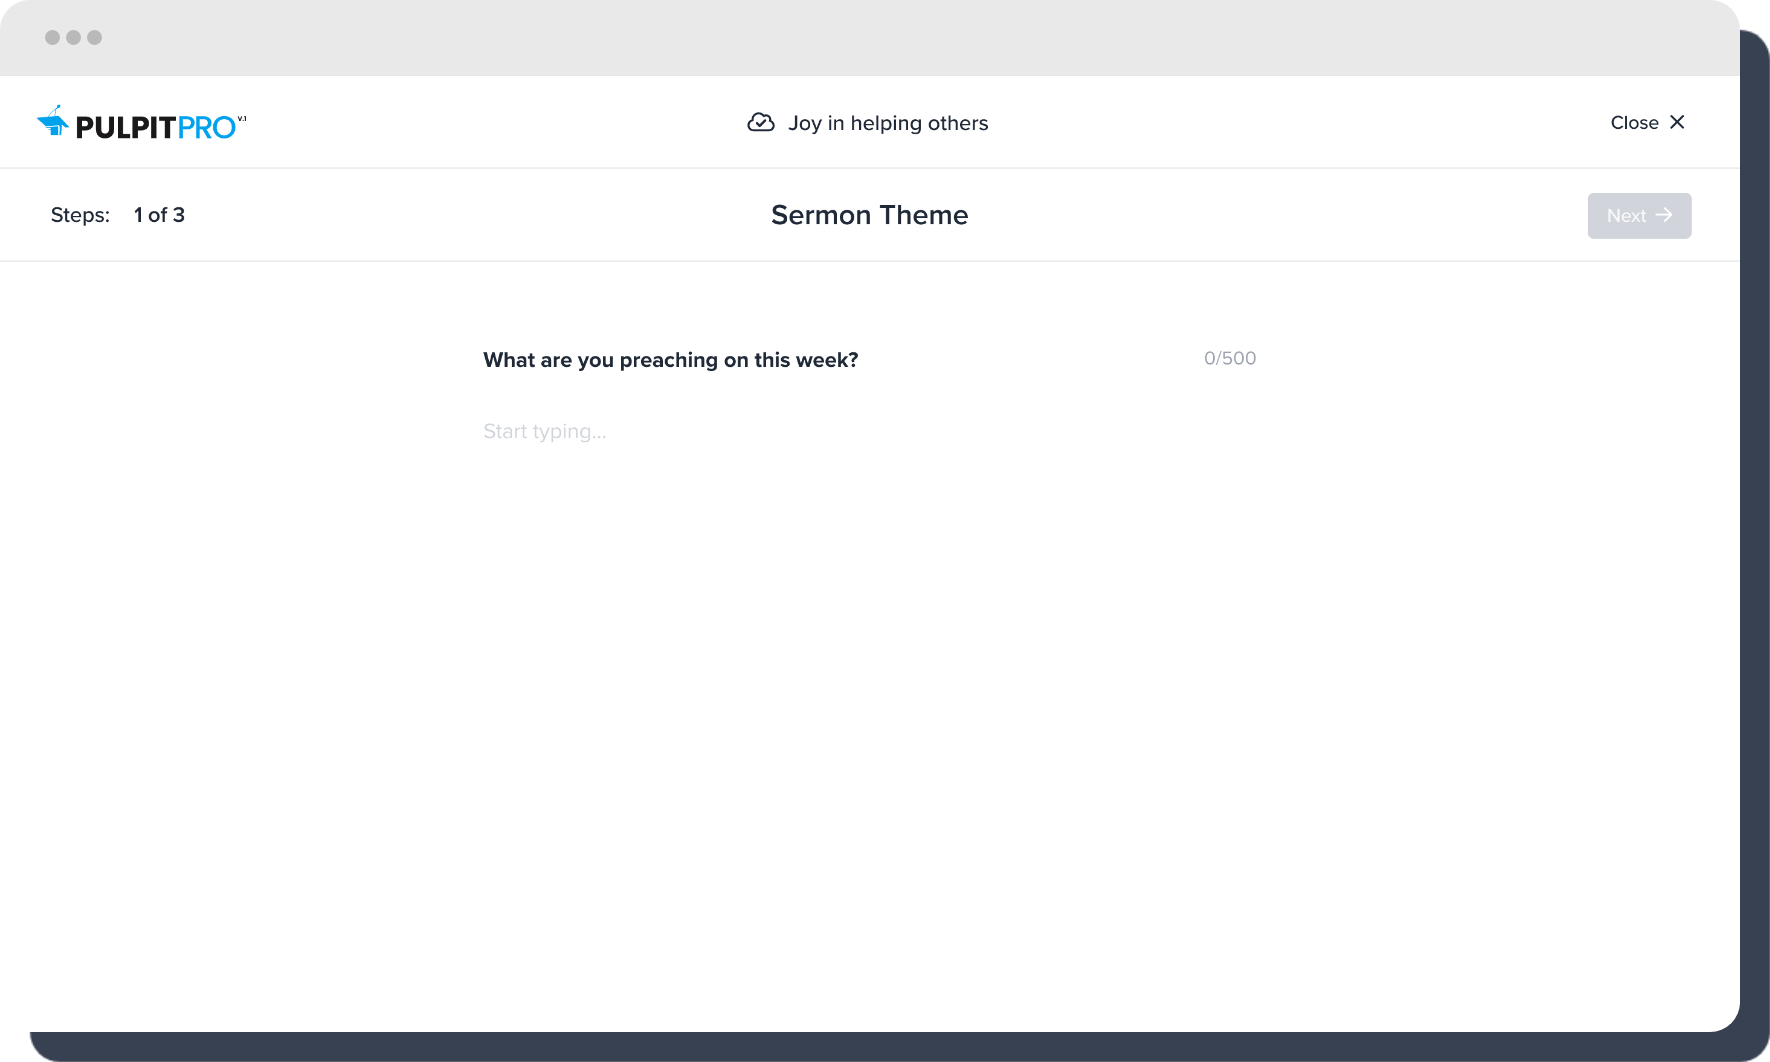 PULPITPRO V.1
Joy in helping others
Close
Steps: 1 of 3
Sermon Theme
Next
What are you preaching on this week?
0/500
Start typing...